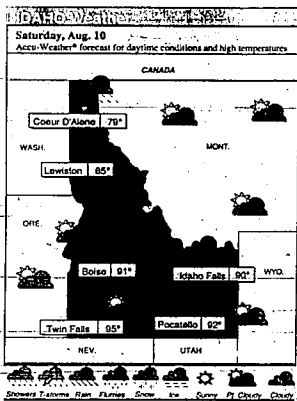 IDAHO Weather
Saturday, Aug. 10
Accu-Weather® forecast for daytime conditions and high temperatures
CANADA
Coeur D'Alene 79°
WASH.
MONT.
Lewiston 85°
ORE.
Boise 91°
Idaho Falls 90°
WYO.
Twin Falls 95°
Pocatello 92°
NEV.
UTAH
Showers T-storms Rain Flurries Snow Ice Sunny Pt. Cloudy Cloudy